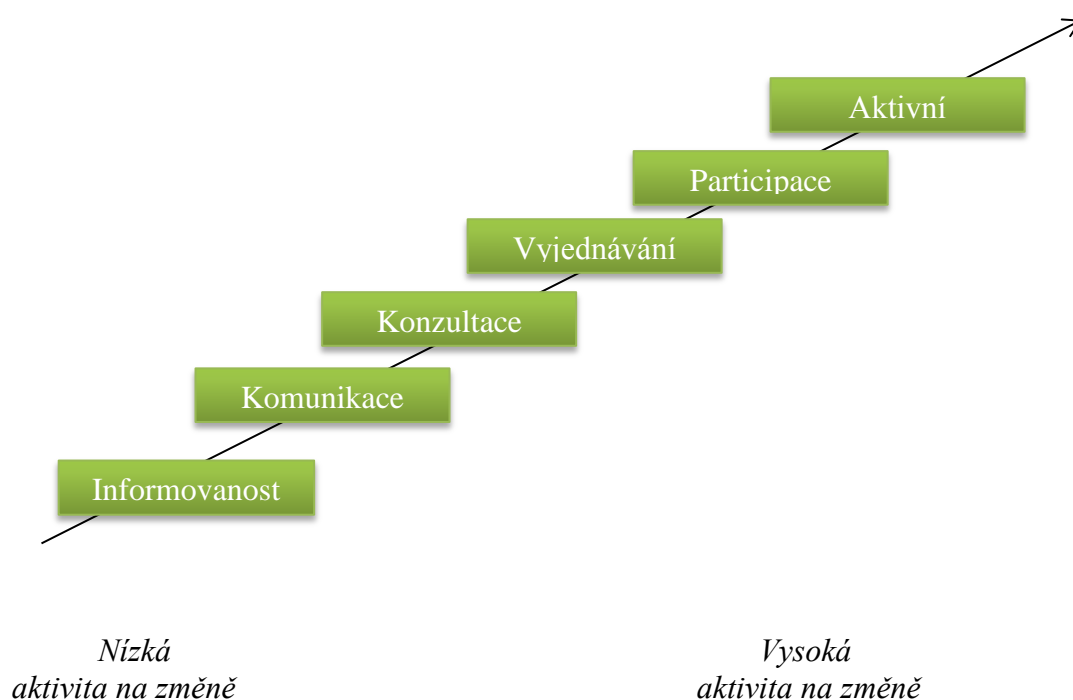 Aktivní
Participace
Vyjednávání
Konzultace
Komunikace
Informovanost
Nízká
aktivita na změně
Vysoká
aktivita na změně